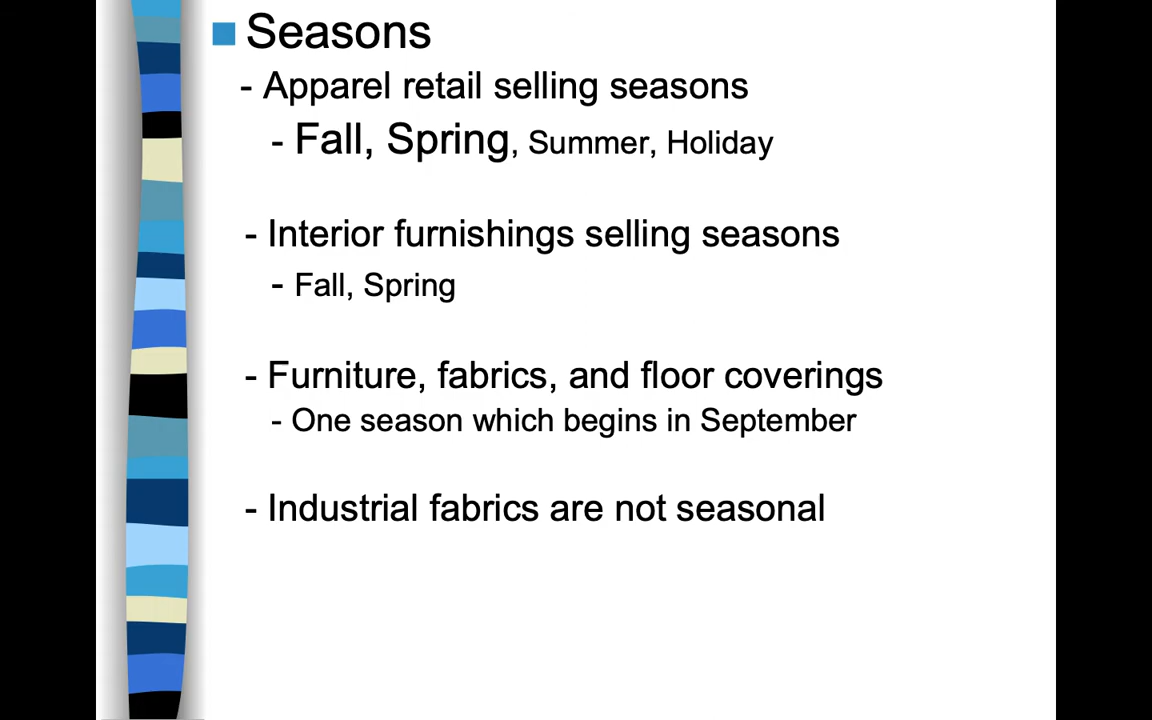 Seasons
- Apparel retail selling seasons
- Fall, Spring, Summer, Holiday
- Interior furnishings selling seasons
- Fall, Spring
- Furniture, fabrics, and floor coverings
- One season which begins in September
- Industrial fabrics are not seasonal